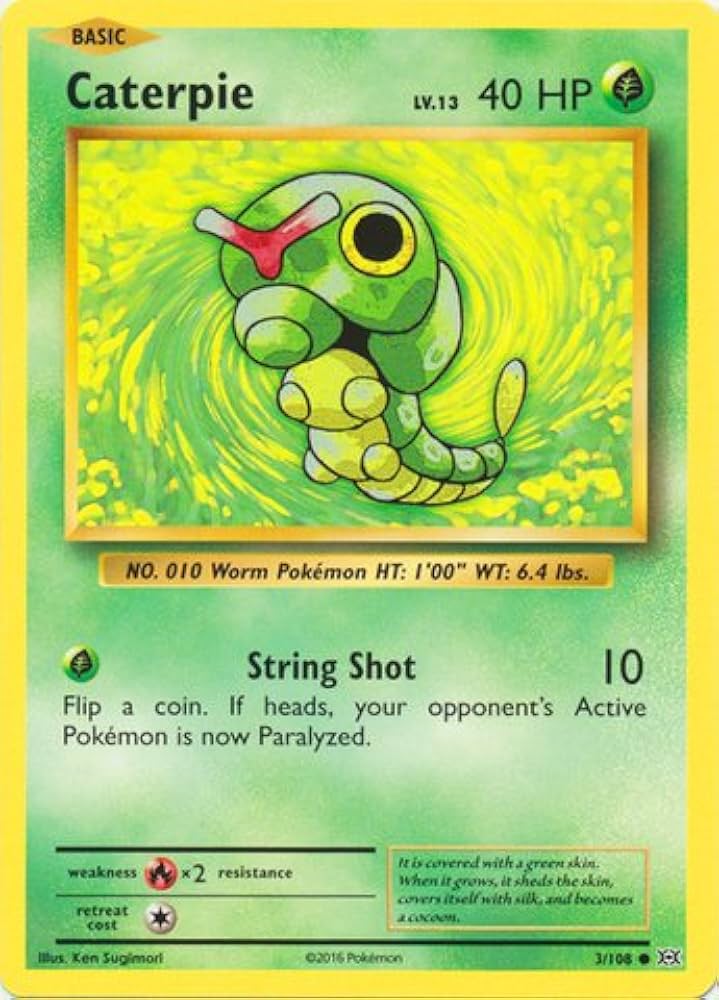 BASIC
Caterpie LV.13 40 HP
NO. 010 Worm Pokémon HT: 1'00" WT: 6.4 lbs.
String Shot 10
Flip a coin. If heads, your opponent's Active
Pokémon is now Paralyzed.
weakness ×2 resistance
retreat
cost
It is covered with a green skin.
When it grows, it sheds the skin,
covers itself with silk, and becomes
a cocoon.
Illus. Ken Sugimori ©2016 Pokémon 3/108